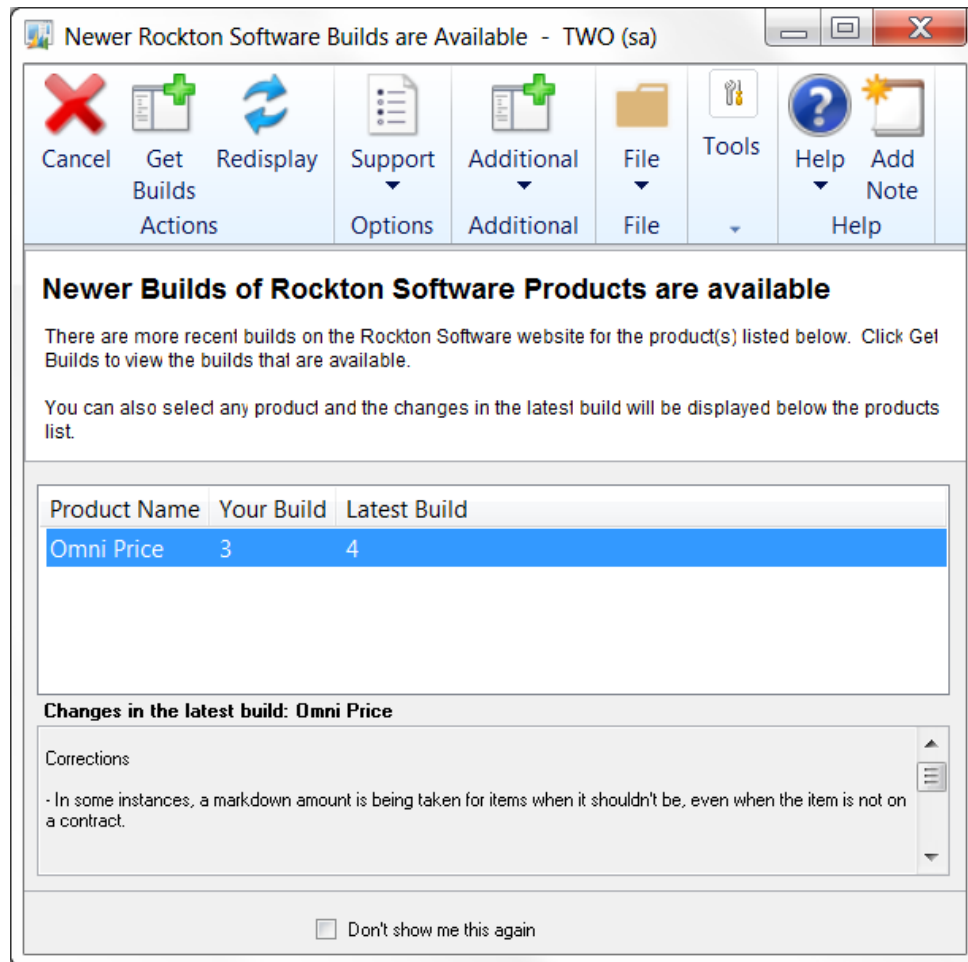 Newer Rockton Software Builds are Available - TWO (sa)
Cancel Get Builds Redisplay Support Additional File Tools Help Add Note
Actions Options Additional File Help
Newer Builds of Rockton Software Products are available
There are more recent builds on the Rockton Software website for the product(s) listed below. Click Get
Builds to view the builds that are available.
You can also select any product and the changes in the latest build will be displayed below the products
list.
Product Name Your Build Latest Build
Omni Price 3 4
Changes in the latest build: Omni Price
Corrections
- In some instances, a markdown amount is being taken for items when it shouldn't be, even when the item is not on
a contract.
Don't show me this again